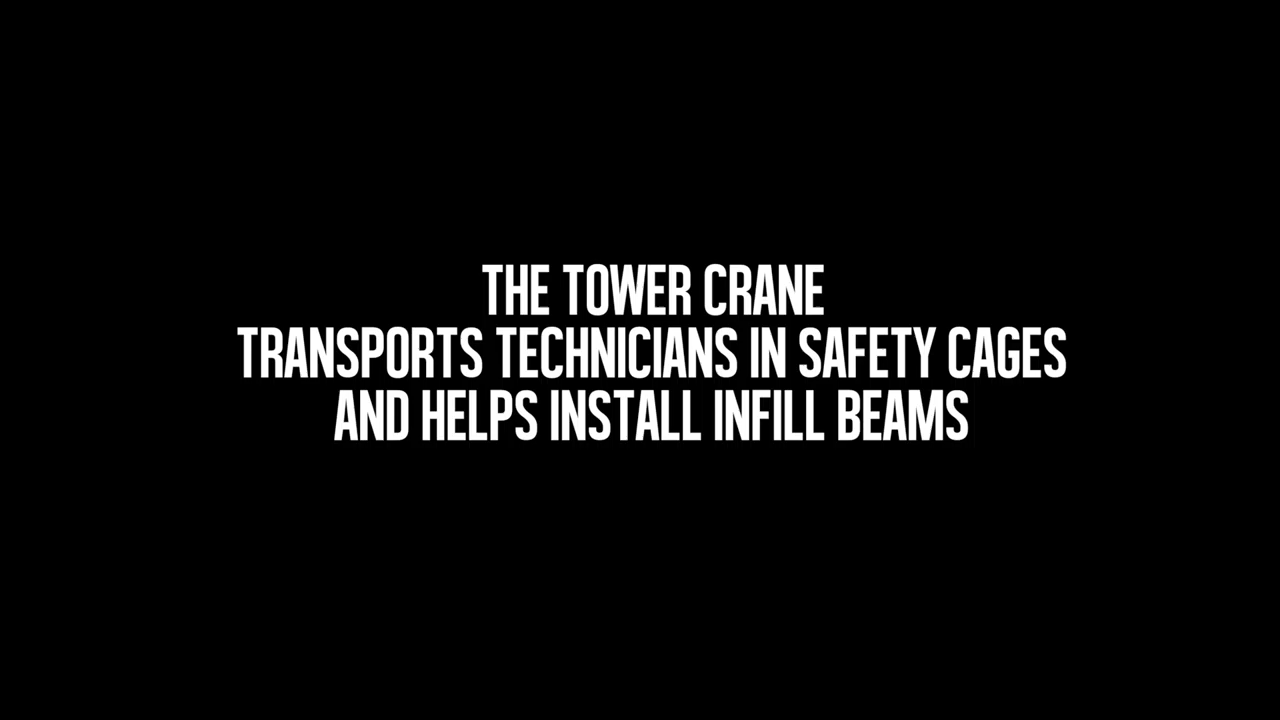 THE TOWER CRANE
TRANSPORTS TECHNICIANS IN SAFETY CAGES
AND HELPS INSTALL INFILL BEAMS